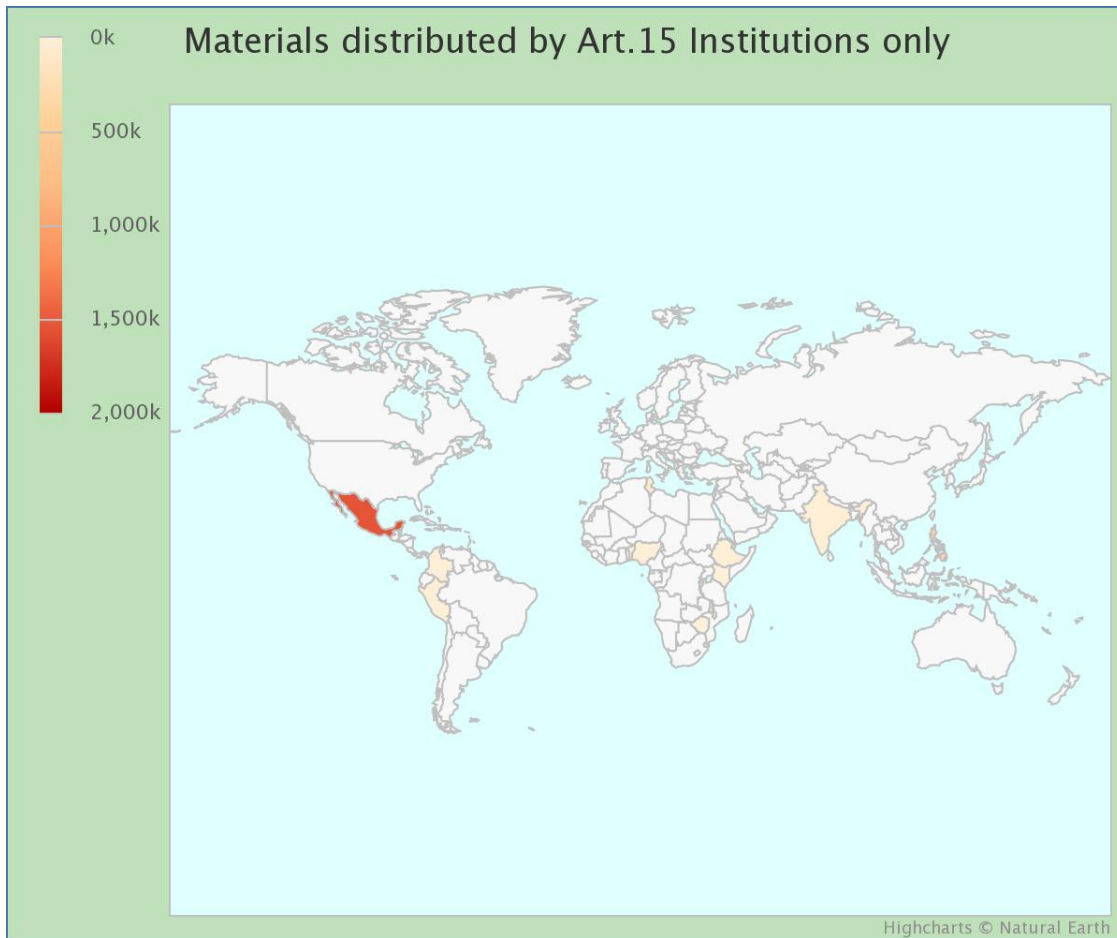 Materials distributed by Art.15 Institutions only
0k
500k
1,000k
1,500k
2,000k
Highcharts © Natural Earth